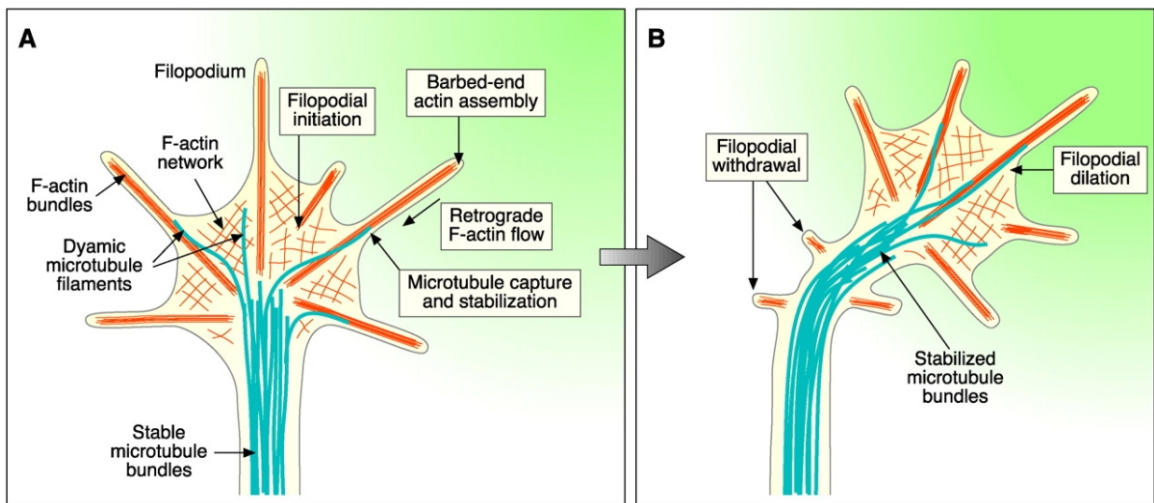 A
Filopodium
Filopodial
initiation
Barbed-end
actin assembly
F-actin
network
F-actin
bundles
Retrograde
F-actin flow
Dyamic
microtubule
filaments
Microtubule capture
and stabilization
Stable
microtubule
bundles
B
Filopodial
withdrawal
Filopodial
dilation
Stabilized
microtubule
bundles